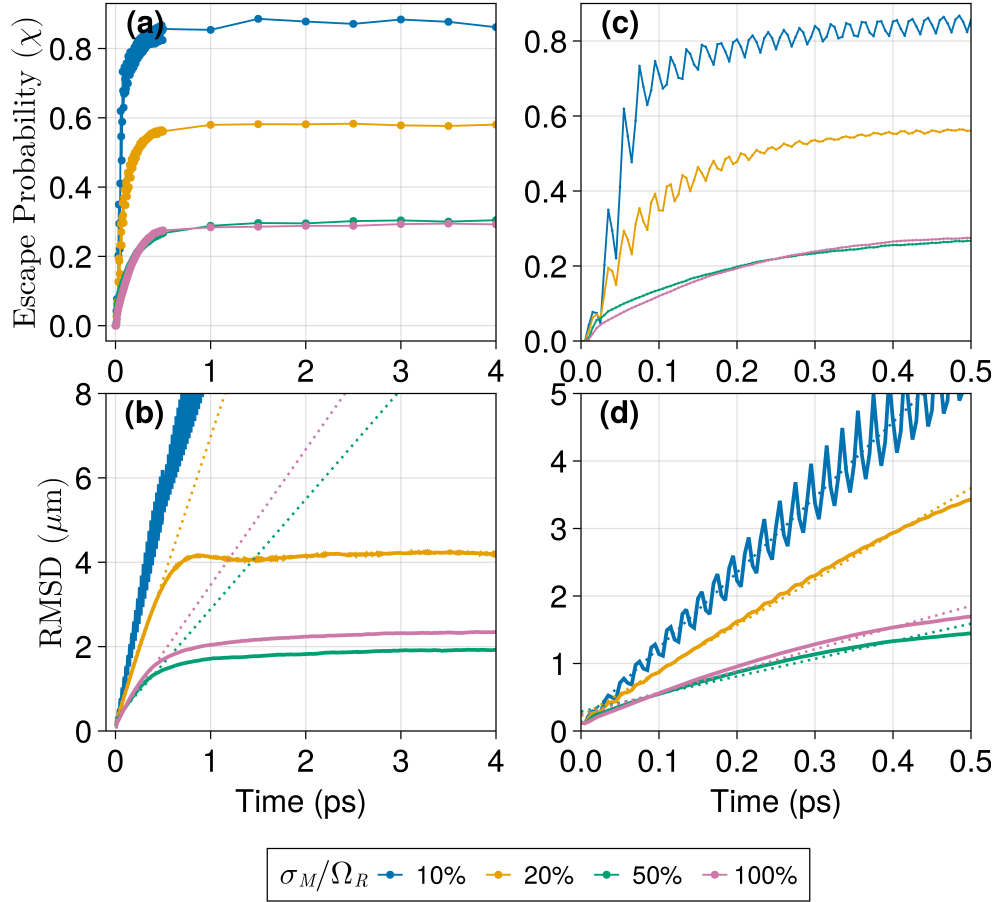 (a)
(c)
Escape Probability (χ)
0.8
0.6
0.4
0.2
0.0
0 1 2 3 4
0.8
0.6
0.4
0.2
0.0
0.0 0.1 0.2 0.3 0.4 0.5
(b)
(d)
RMSD (μm)
8
6
4
2
0
0 1 2 3 4
Time (ps)
5
4
3
2
1
0
0.0 0.1 0.2 0.3 0.4 0.5
Time (ps)
σ_M/Ω_R 10% 20% 50% 100%